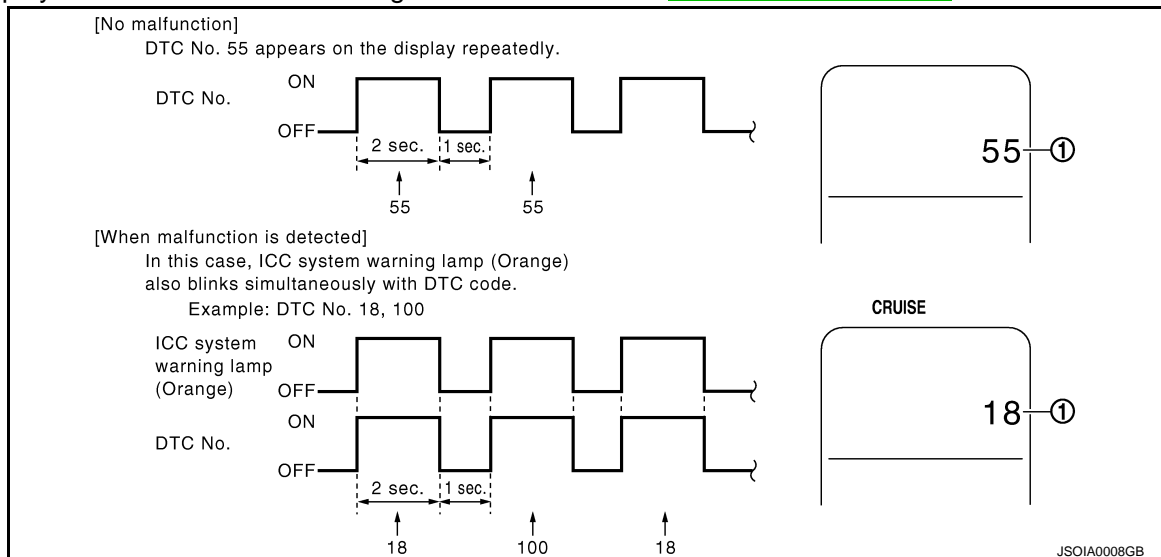 [No malfunction]
DTC No. 55 appears on the display repeatedly.
DTC No.
ON
OFF
2 sec.
1 sec.
55
55
55
①
[When malfunction is detected]
In this case, ICC system warning lamp (Orange)
also blinks simultaneously with DTC code.
Example: DTC No. 18, 100
ICC system
warning lamp
(Orange)
ON
OFF
DTC No.
ON
OFF
2 sec.
1 sec.
18
100
18
CRUISE
18
①
JSOIA0008GB